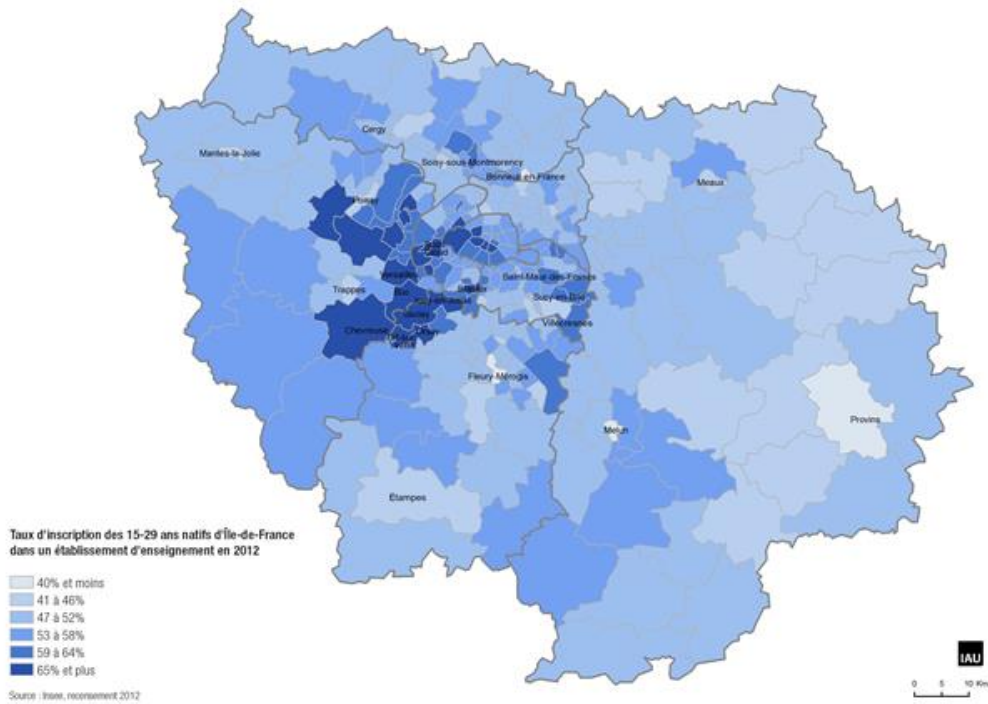 Cergy
Mantes-la-Jolie
Soisy-sous-Montmorency
Bonneuil-en-France
Meaux
Poissy
Saint-Maur-des-Fossés
Versailles
Trappes
Sucy-en-Brie
Chevreuse
Villecresnes
Fleury-Mérogis
Provins
Melun
Étampes
Taux d'inscription des 15-29 ans natifs d'Île-de-France
dans un établissement d'enseignement en 2012
40% et moins
41 à 46%
47 à 52%
53 à 58%
59 à 64%
65% et plus
Source : Insee, recensement 2012
IAU
0 5 10 Km